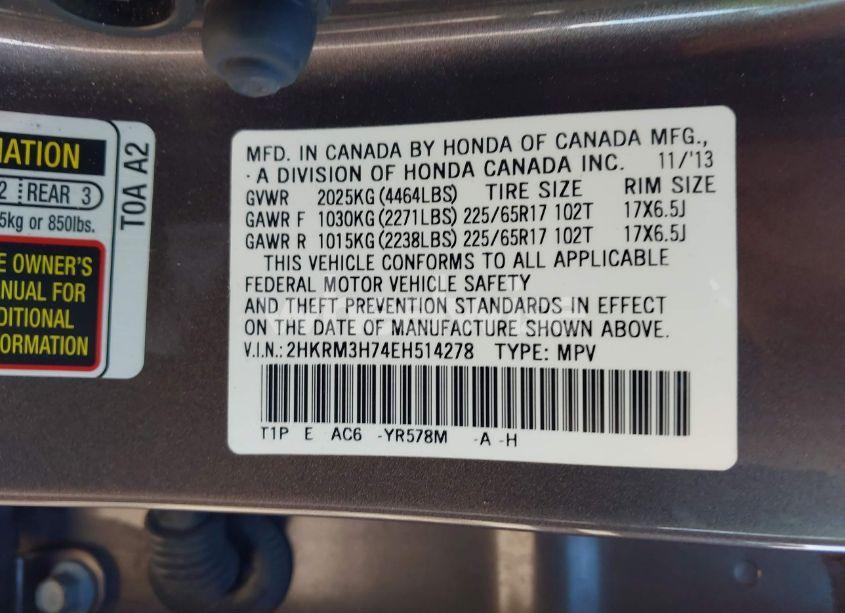 MATION
2 REAR 3
5kg or 850lbs.
E OWNER'S
NUAL FOR
DITIONAL
FORMATION
T0A A2
MFD. IN CANADA BY HONDA OF CANADA MFG.,
A DIVISION OF HONDA CANADA INC. 11/'13
GVWR 2025KG (4464LBS) TIRE SIZE RIM SIZE
GAWR F 1030KG (2271LBS) 225/65R17 102T 17X6.5J
GAWR R 1015KG (2238LBS) 225/65R17 102T 17X6.5J
THIS VEHICLE CONFORMS TO ALL APPLICABLE
FEDERAL MOTOR VEHICLE SAFETY
AND THEFT PREVENTION STANDARDS IN EFFECT
ON THE DATE OF MANUFACTURE SHOWN ABOVE.
V.I.N.: 2HKRM3H74EH514278 TYPE: MPV
T1P E AC6 -YR578M -A -H